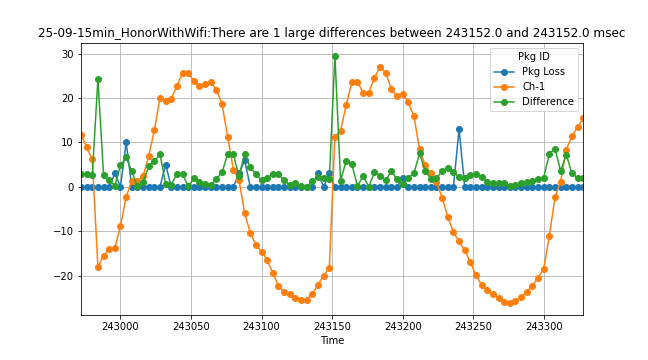 25-09-15min_HonorWithWifi:There are 1 large differences between 243152.0 and 243152.0 msec
Pkg ID
Pkg Loss
Ch-1
Difference
30
20
10
0
−10
−20
243000 243050 243100 243150 243200 243250 243300
Time